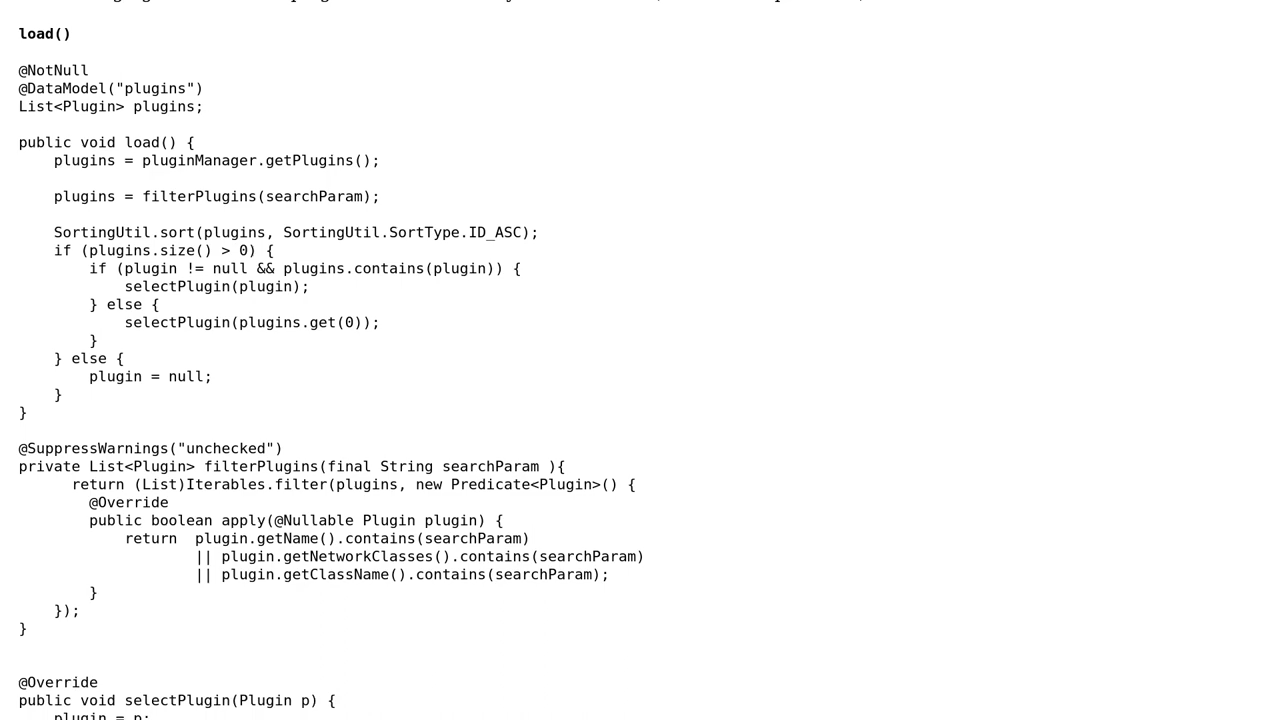 load()
@NotNull
@DataModel("plugins")
List<Plugin> plugins;
public void load() {
    plugins = pluginManager.getPlugins();
    plugins = filterPlugins(searchParam);
    SortingUtil.sort(plugins, SortingUtil.SortType.ID_ASC);
    if (plugins.size() > 0) {
        if (plugin != null && plugins.contains(plugin)) {
            selectPlugin(plugin);
        } else {
            selectPlugin(plugins.get(0));
        }
    } else {
        plugin = null;
    }
}
@SuppressWarnings("unchecked")
private List<Plugin> filterPlugins(final String searchParam ){
      return (List)Iterables.filter(plugins, new Predicate<Plugin>() {
        @Override
        public boolean apply(@Nullable Plugin plugin) {
            return  plugin.getName().contains(searchParam)
                    || plugin.getNetworkClasses().contains(searchParam)
                    || plugin.getClassName().contains(searchParam);
        }
    });
}
@Override
public void selectPlugin(Plugin p) {
    plugin = p;